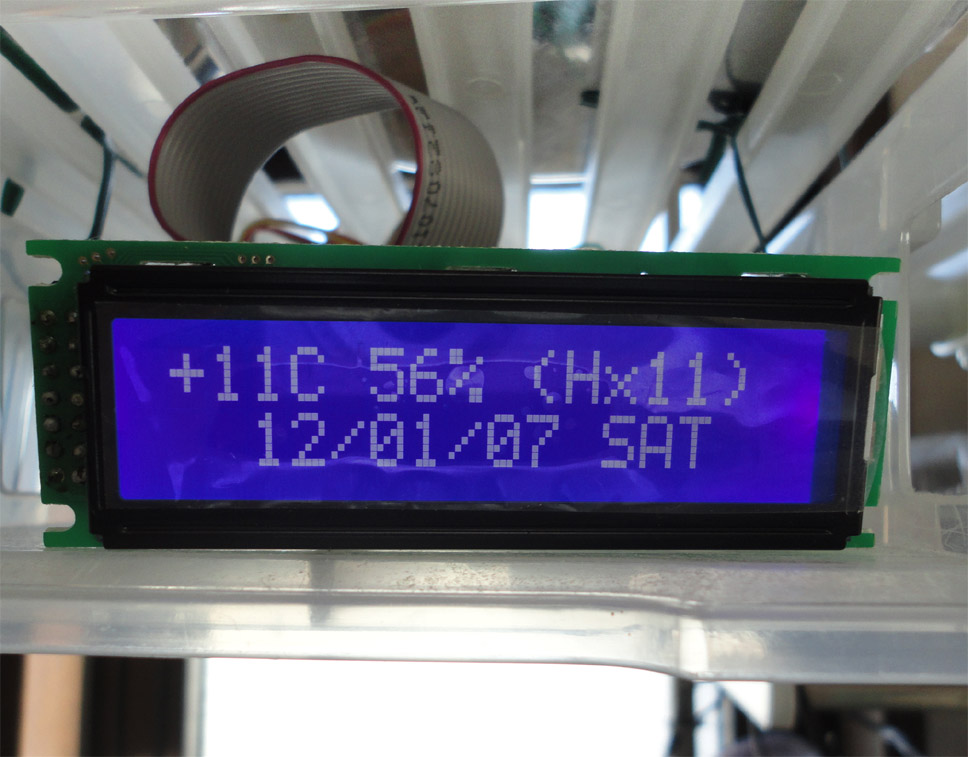 +11C 56% (Hx11)
12/01/07 SAT